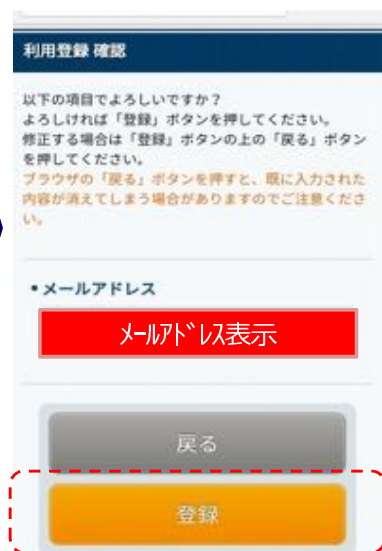 利用登録 確認
以下の項目でよろしいですか？
よろしければ「登録」ボタンを押してください。
修正する場合は「登録」ボタンの上の「戻る」ボタン
を押してください。
ブラウザの「戻る」ボタンを押すと、既に入力された
内容が消えてしまう場合がありますのでご注意くださ
い。
•メールアドレス
ﾒｰﾙｱﾄﾞﾚｽ表示
戻る
登録